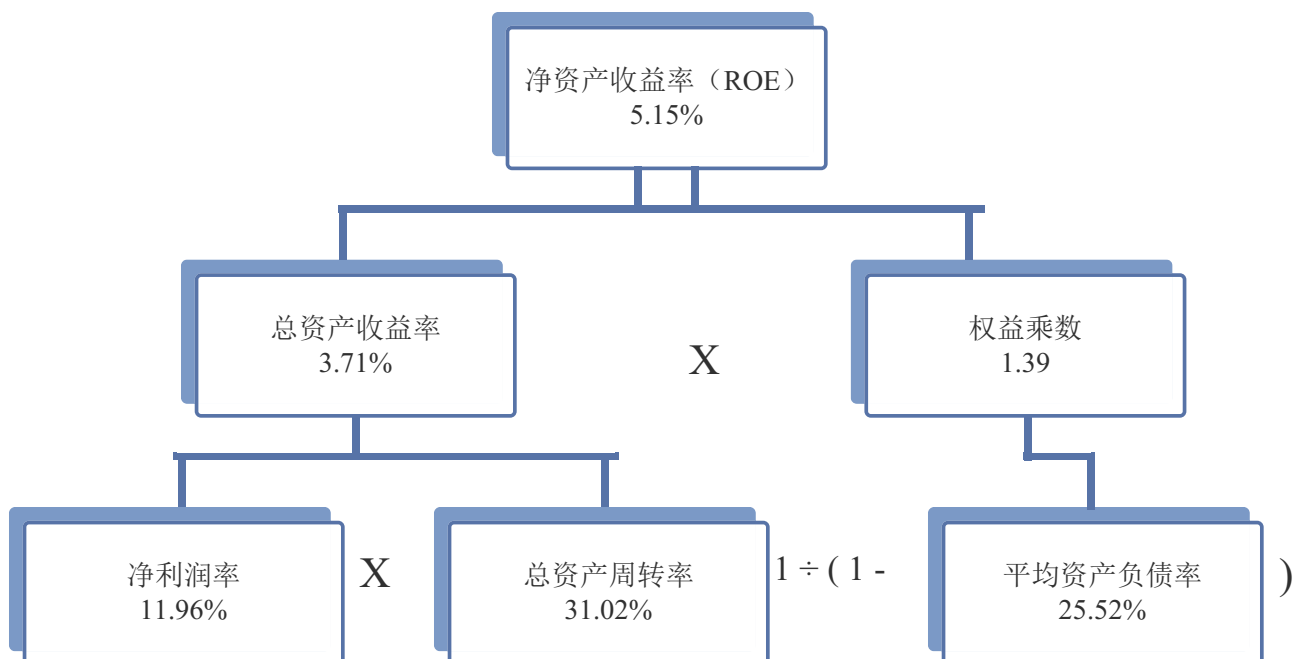 净资产收益率（ROE）
5.15%
总资产收益率
3.71%
X
权益乘数
1.39
净利润率
11.96%
X
总资产周转率
31.02%
1 ÷ ( 1 -
平均资产负债率
25.52%
)